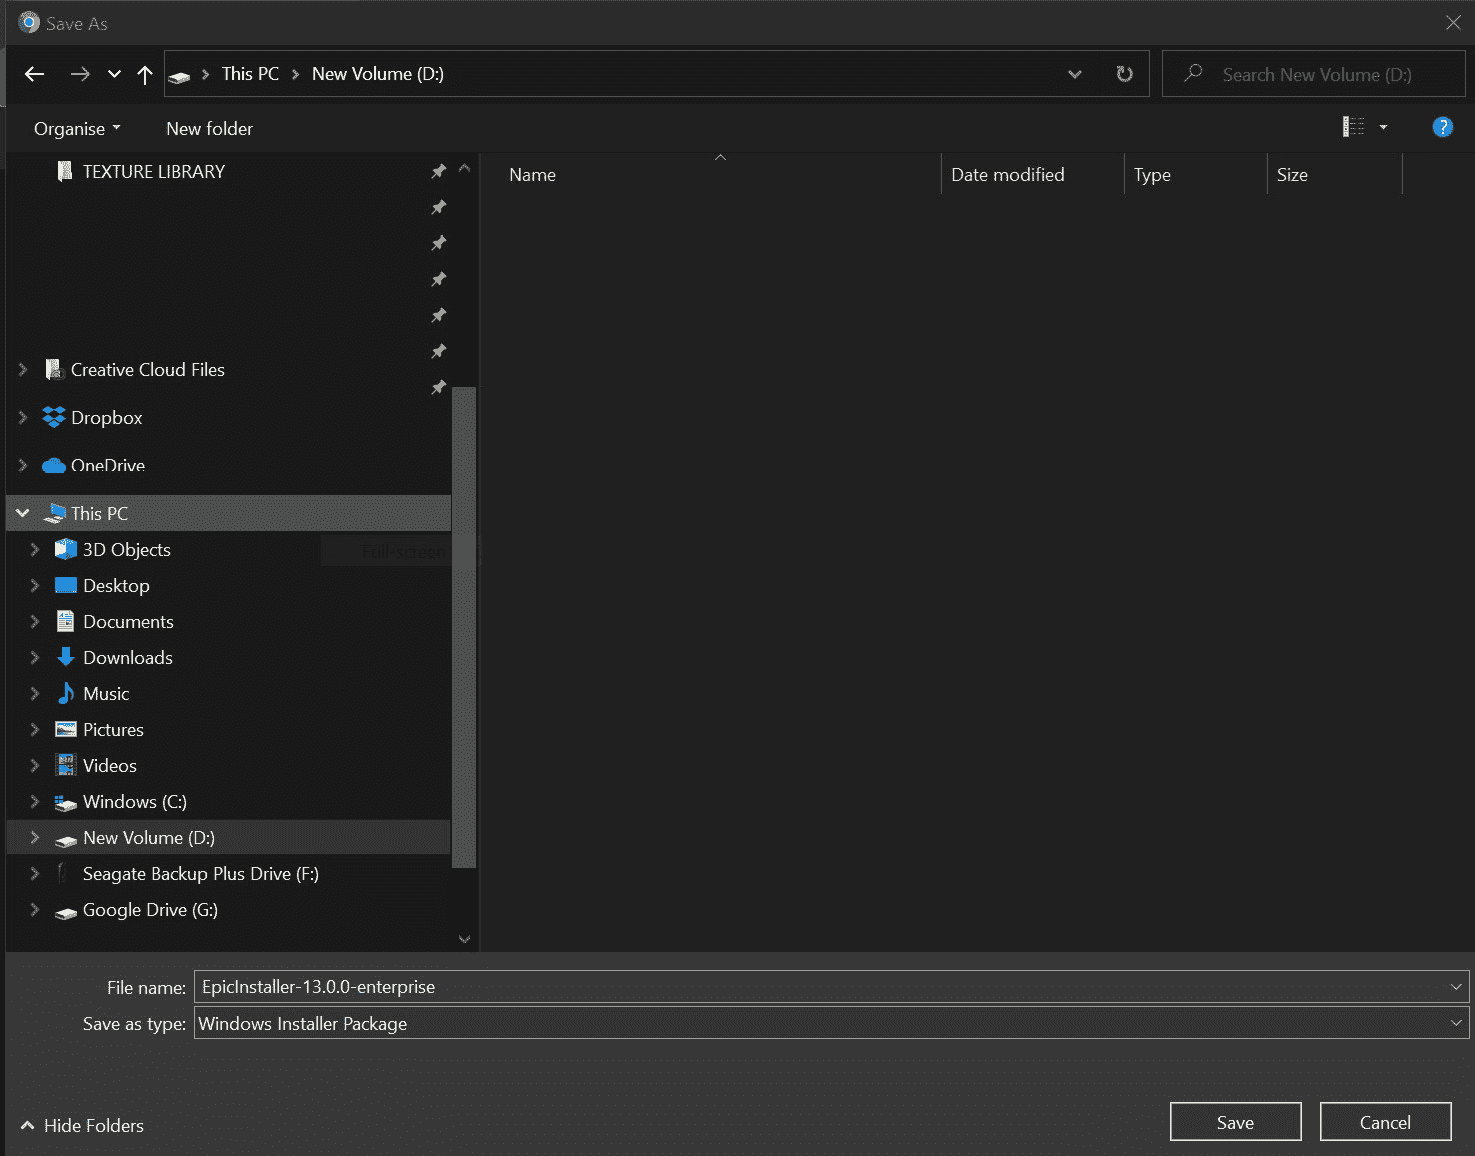 Save As
This PC
New Volume (D:)
Search New Volume (D:)
Organise
New folder
?
TEXTURE LIBRARY
Name
Date modified
Type
Size
Creative Cloud Files
Dropbox
OneDrive
This PC
3D Objects
Full-screen
Desktop
Documents
Downloads
Music
Pictures
Videos
Windows (C:)
New Volume (D:)
Seagate Backup Plus Drive (F:)
Google Drive (G:)
File name: EpicInstaller-13.0.0-enterprise
Save as type: Windows Installer Package
Hide Folders
Save
Cancel